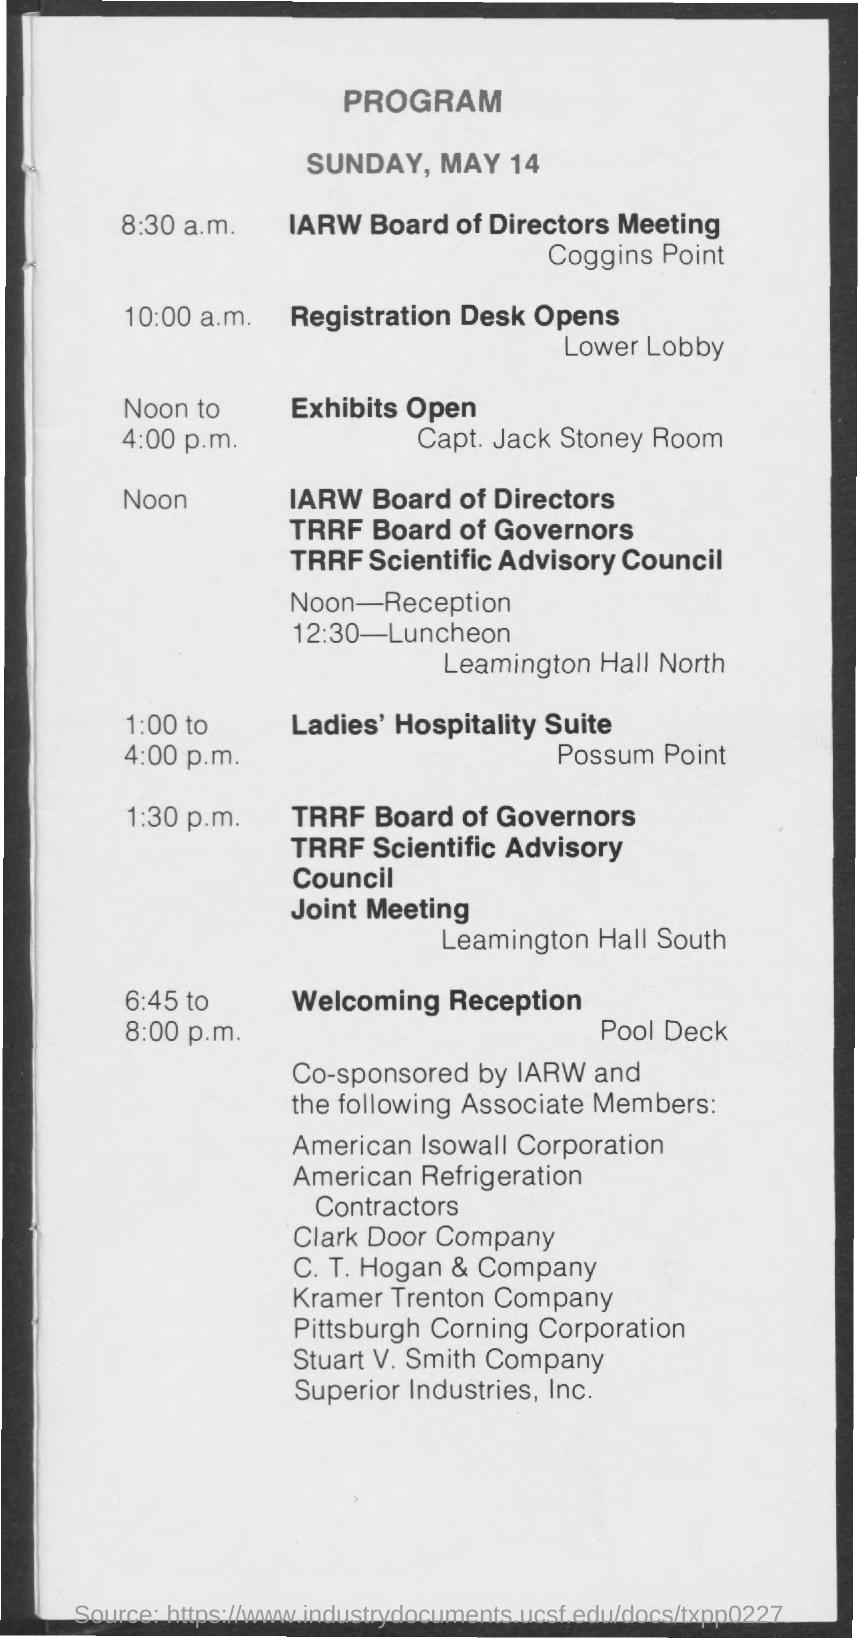 PROGRAM
SUNDAY, MAY 14
8:30 a.m. IARW Board of Directors Meeting
Coggins Point
10:00 a.m. Registration Desk Opens
Lower Lobby
Noon to Exhibits Open
4:00 p.m. Capt. Jack Stoney Room
Noon IARW Board of Directors
TRRF Board of Governors
TRRF Scientific Advisory Council
Noon—Reception
12:30—Luncheon
Leamington Hall North
1:00 to Ladies' Hospitality Suite
4:00 p.m. Possum Point
1:30 p.m. TRRF Board of Governors
TRRF Scientific Advisory
Council
Joint Meeting
Leamington Hall South
6:45 to Welcoming Reception
8:00 p.m. Pool Deck
Co-sponsored by IARW and
the following Associate Members:
American Isowall Corporation
American Refrigeration
Contractors
Clark Door Company
C. T. Hogan & Company
Kramer Trenton Company
Pittsburgh Corning Corporation
Stuart V. Smith Company
Superior Industries, Inc.
Source: https://www.industrydocuments.ucsf.edu/docs/txpp0227